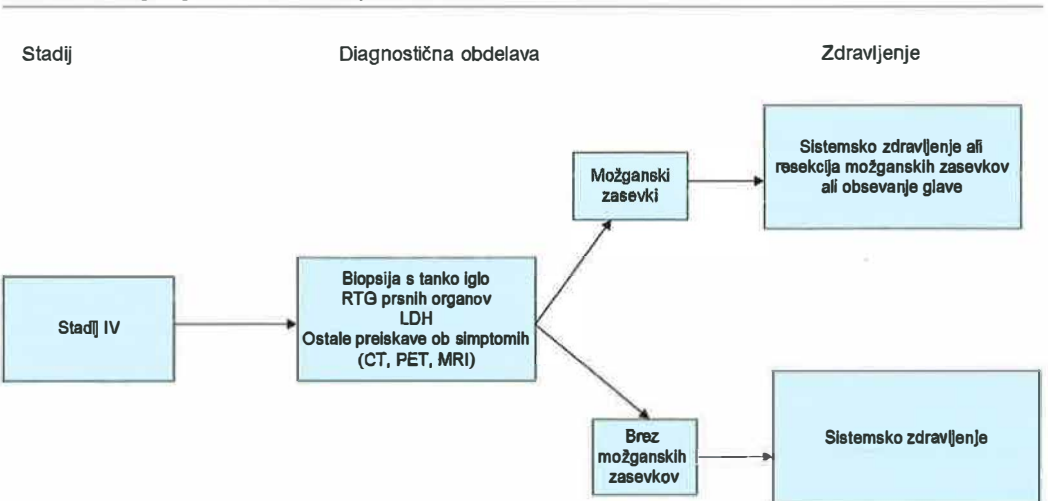 Stadij
Diagnostična obdelava
Zdravljenje
Stadij IV
Biopsija s tanko iglo
RTG prsnih organov
LDH
Ostale preiskave ob simptomih
(CT, PET, MRI)
Možganski
zasevki
Sistemsko zdravljenje ali
resekcija možganskih zasevkov
ali obsevanje glave
Brez
možganskih
zasevkov
Sistemsko zdravljenje